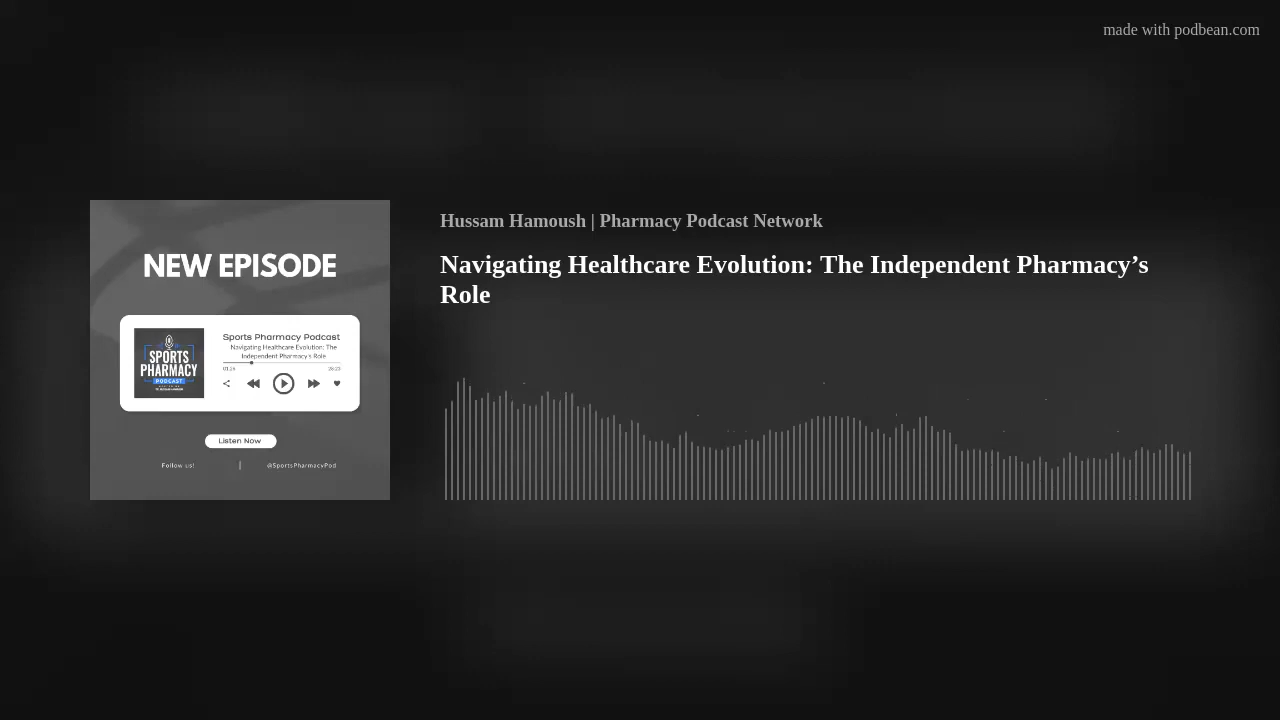 made with podbean.com
Hussam Hamoush | Pharmacy Podcast Network
Navigating Healthcare Evolution: The Independent Pharmacy’s
Role
NEW EPISODE
SPORTS
PHARMACY
PODCAST
Sports Pharmacy Podcast
Navigating Healthcare Evolution: The
Independent Pharmacy's Role
Listen Now
Follow us!
|
@SportsPharmacyPod